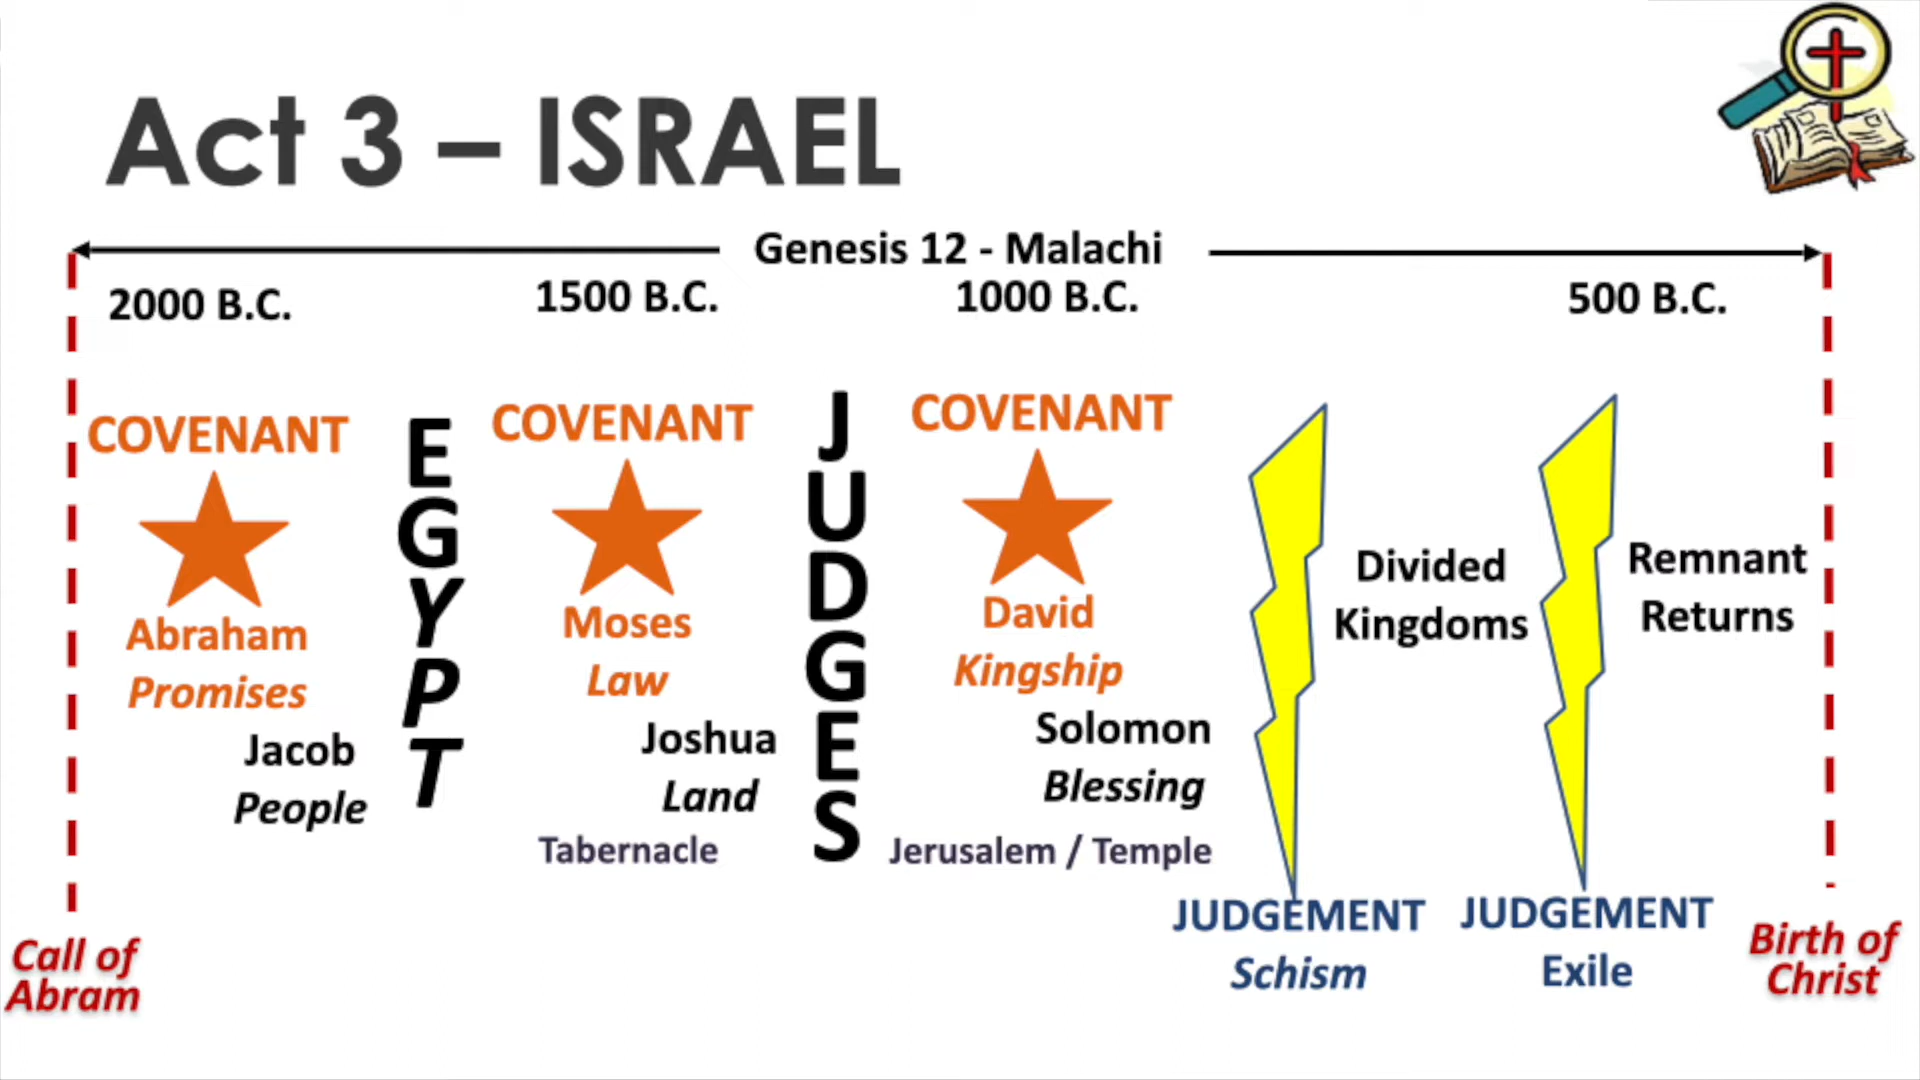 Act 3 – ISRAEL
Genesis 12 - Malachi
2000 B.C.
1500 B.C.
1000 B.C.
500 B.C.
COVENANT
Abraham
Promises
Jacob
People
EGYPT
COVENANT
Moses
Law
Joshua
Land
Tabernacle
JUDGES
COVENANT
David
Kingship
Solomon
Blessing
Jerusalem / Temple
JUDGEMENT
Schism
Divided
Kingdoms
JUDGEMENT
Exile
Remnant
Returns
Call of
Abram
Birth of
Christ